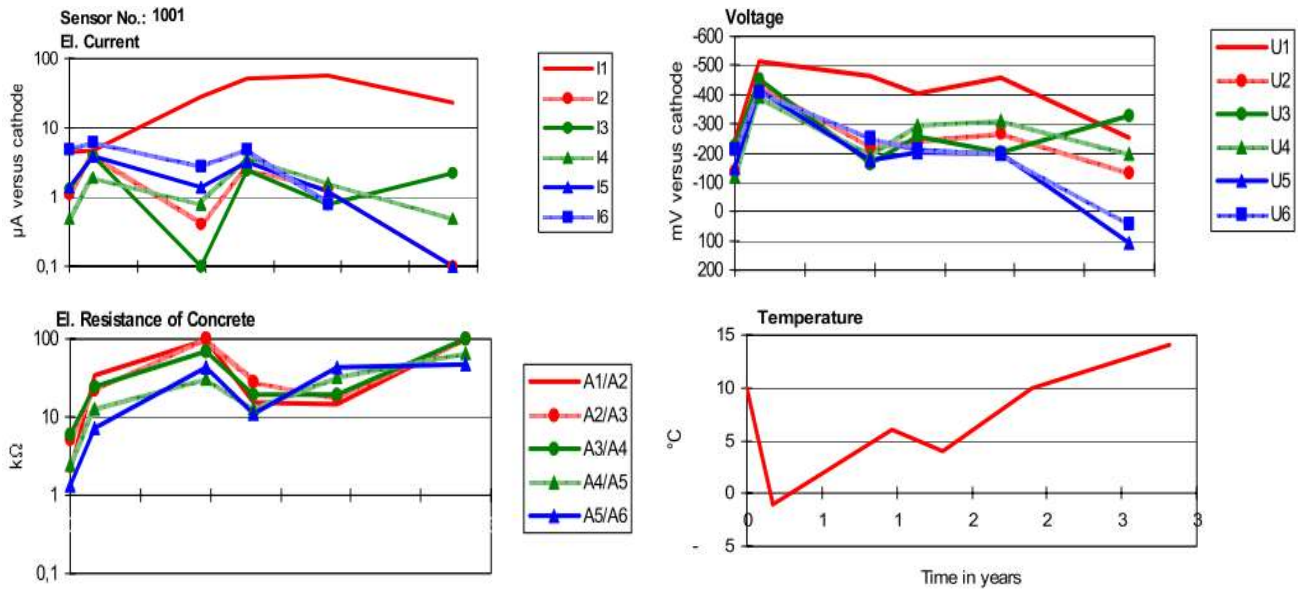 Sensor No.: 1001
El. Current
µA versus cathode
100
10
1
0,1
I1
I2
I3
I4
I5
I6
Voltage
mV versus cathode
-600
-500
-400
-300
-200
-100
0
100
200
U1
U2
U3
U4
U5
U6
El. Resistance of Concrete
kΩ
100
10
1
0,1
A1/A2
A2/A3
A3/A4
A4/A5
A5/A6
Temperature
°C
15
10
5
0
-
5
0 1 1 2 2 3 3
Time in years